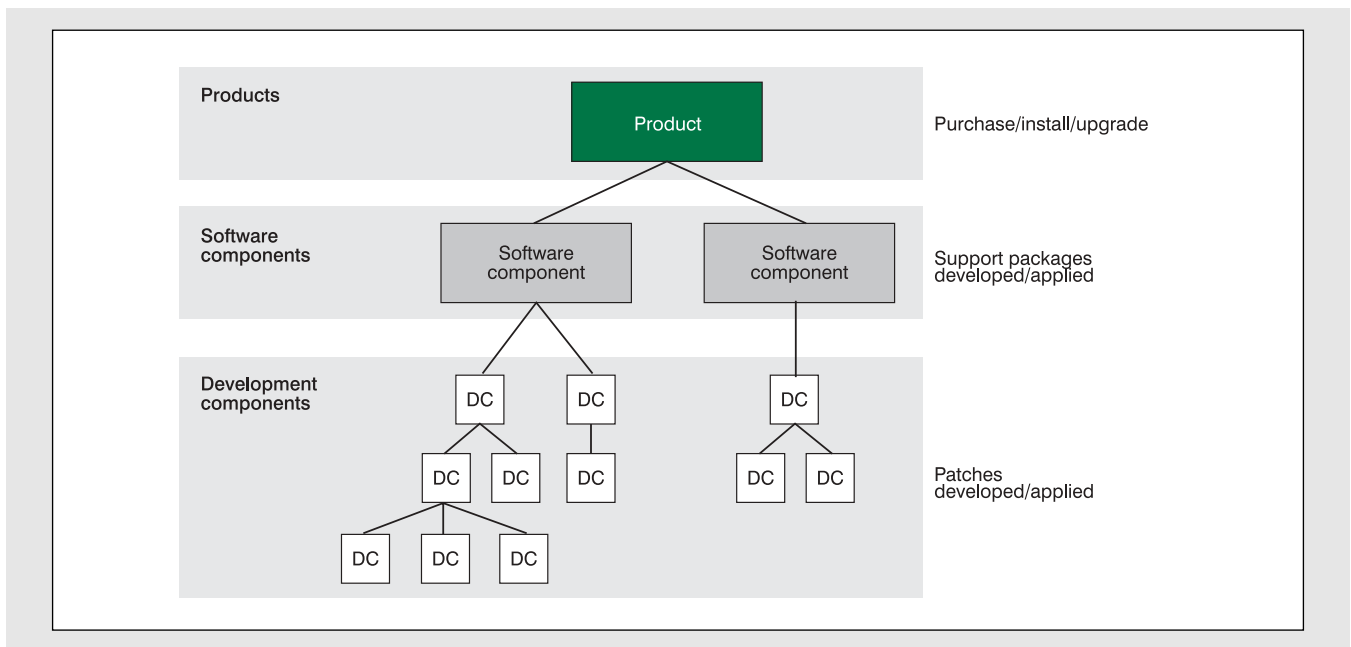 Products
Product
Purchase/install/upgrade
Software
components
Software
component
Software
component
Support packages
developed/applied
Development
components
DC
DC
DC
DC
DC
DC
DC
DC
Patches
developed/applied
DC
DC
DC